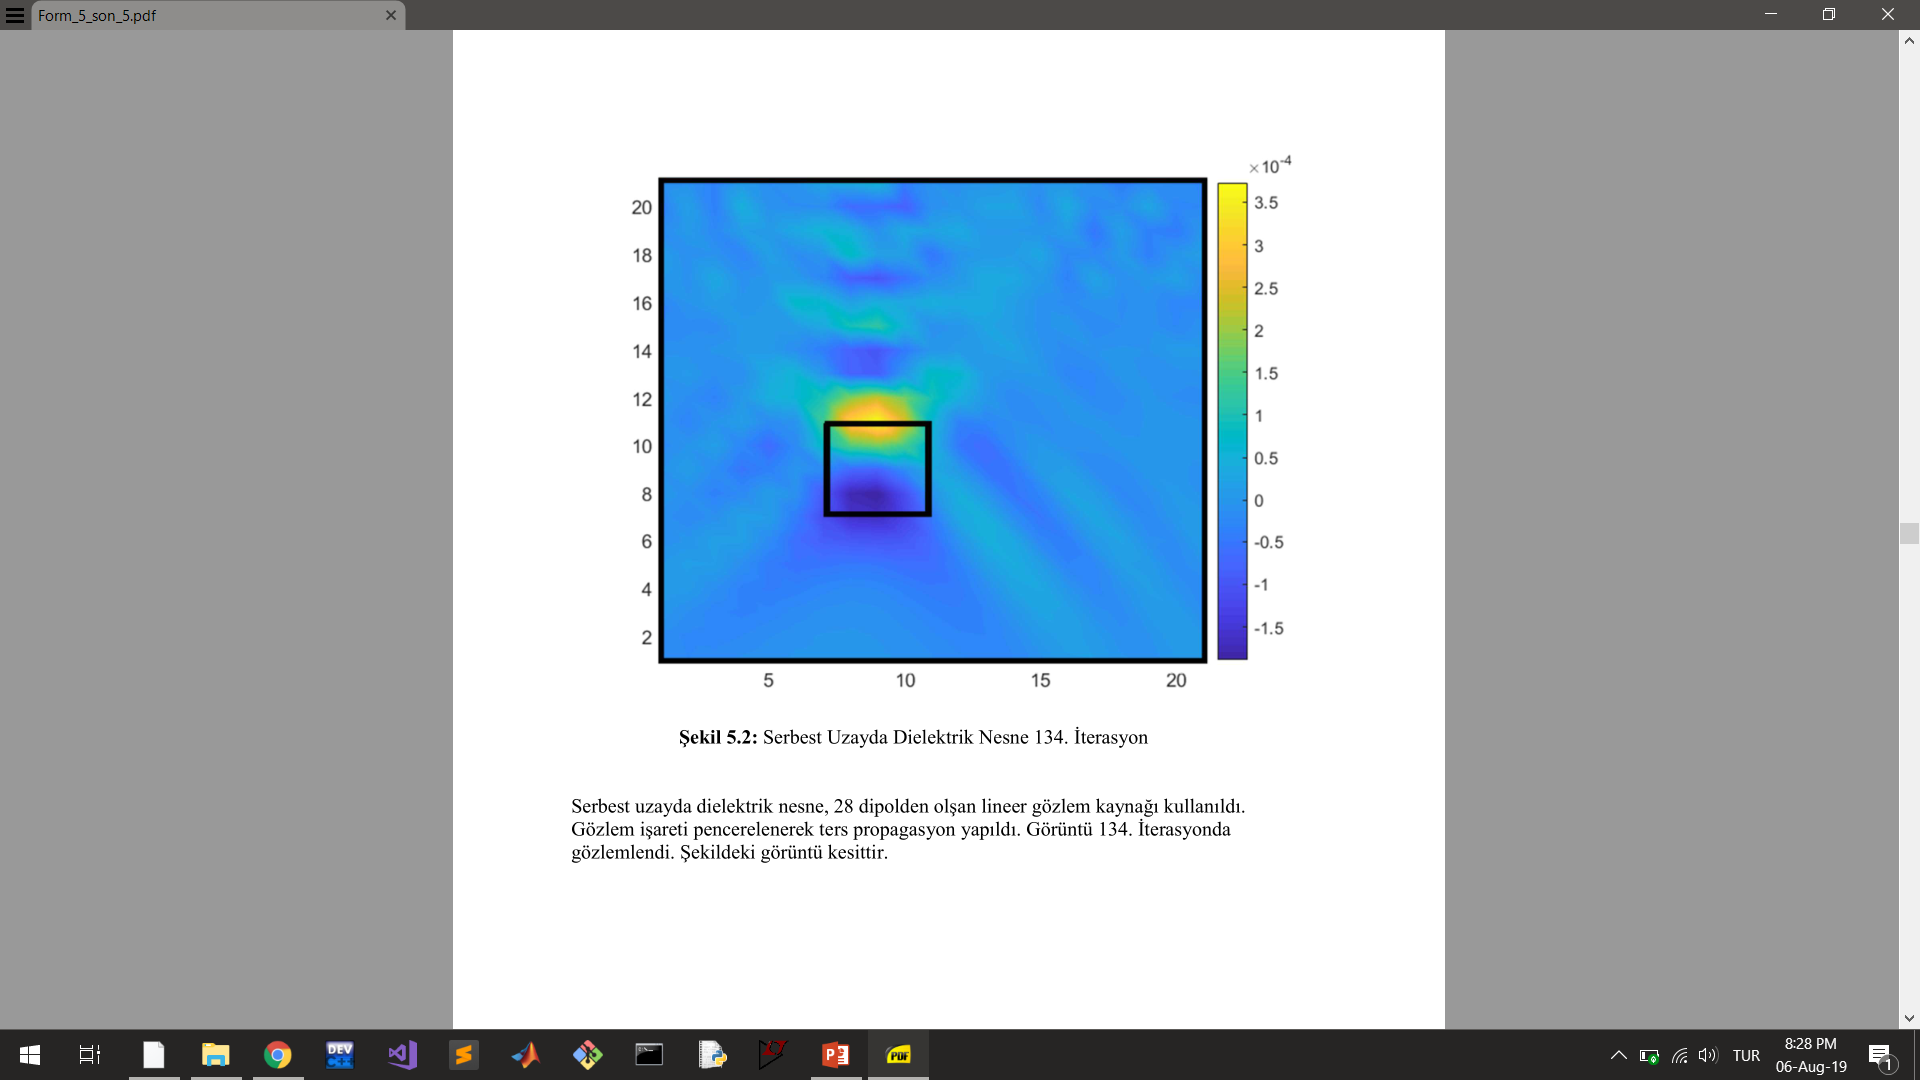 Form_5_son_5.pdf
×10-4
20
18
16
14
12
10
8
6
4
2
5
10
15
20
3.5
3
2.5
2
1.5
1
0.5
0
-0.5
-1
-1.5
Şekil 5.2: Serbest Uzayda Dielektrik Nesne 134. İterasyon
Serbest uzayda dielektrik nesne, 28 dipolden olşan lineer gözlem kaynağı kullanıldı.
Gözlem işareti pencerelenerek ters propagasyon yapıldı. Görüntü 134. İterasyonda
gözlemlendi. Şekildeki görüntü kesittir.
DEV
C++
P
PDF
TUR
8:28 PM
06-Aug-19
1